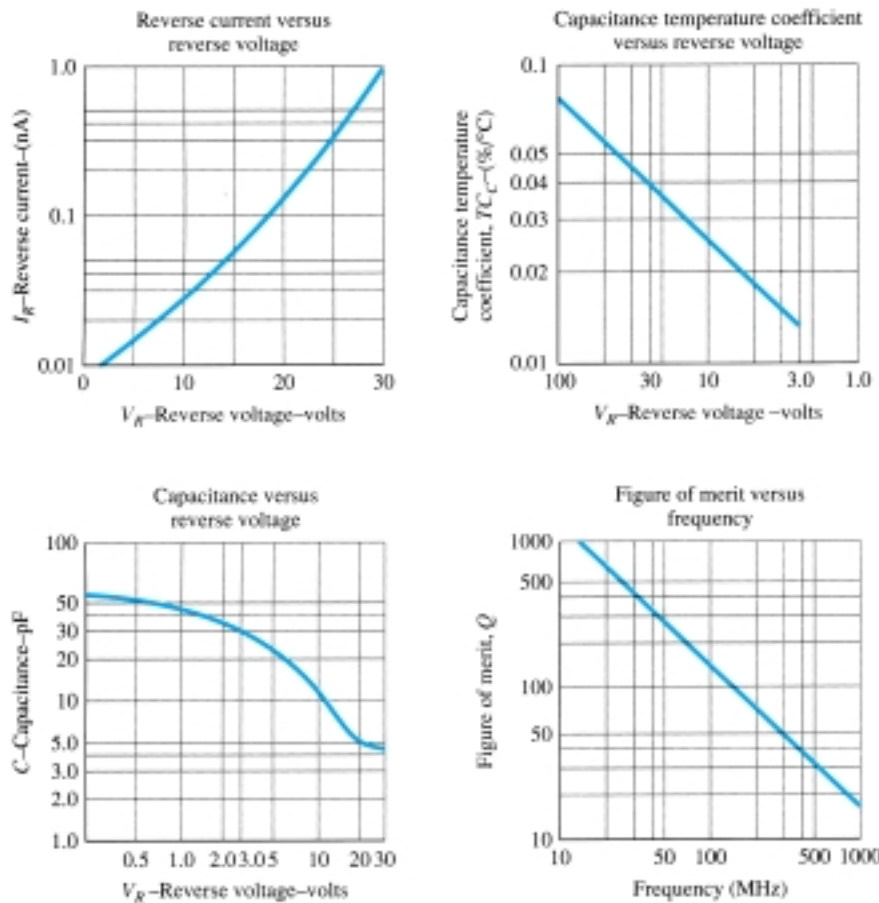 Reverse current versus
reverse voltage
1.0
0.1
0.01
0 10 20 30
I_R–Reverse current–(nA)
V_R–Reverse voltage–volts
Capacitance temperature coefficient
versus reverse voltage
0.1
0.05
0.04
0.03
0.02
0.01
100 30 10 3.0 1.0
Capacitance temperature
coefficient, TC_C–(%/°C)
V_R–Reverse voltage–volts
Capacitance versus
reverse voltage
100
50
30
20
10
5.0
3.0
2.0
1.0
0.5 1.0 2.0 3.0 5 10 20 30
C–Capacitance–pF
V_R–Reverse voltage–volts
Figure of merit versus
frequency
1000
500
100
50
10
10 50 100 500 1000
Figure of merit, Q
Frequency (MHz)